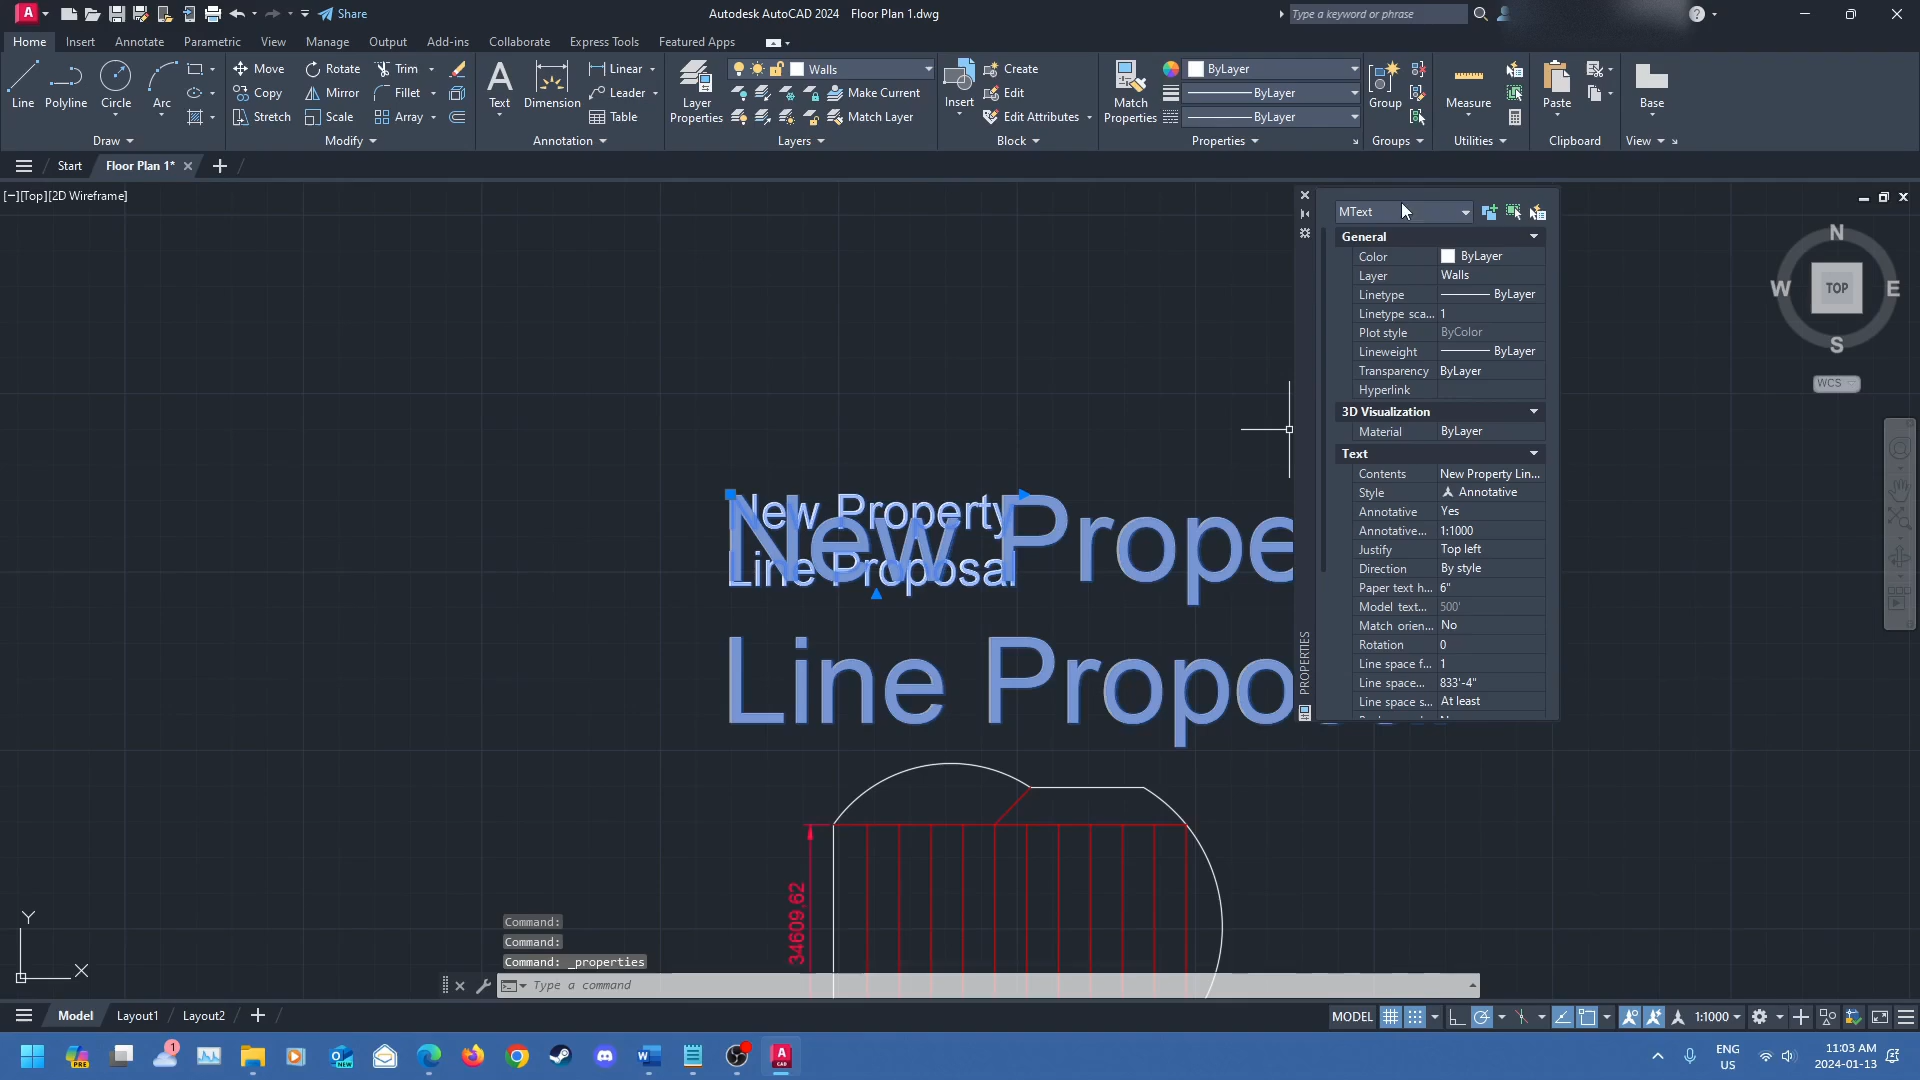 Share
Autodesk AutoCAD 2024 Floor Plan 1.dwg
Type a keyword or phrase
Home Insert Annotate Parametric View Manage Output Add-ins Collaborate Express Tools Featured Apps
Line Polyline Circle Arc
Move Rotate Trim
Copy Mirror Fillet
Stretch Scale Array
Text Dimension
Linear
Leader
Table
Layer Properties
Walls
Make Current
Match Layer
Insert
Create
Edit
Edit Attributes
Match Properties
ByLayer
ByLayer
ByLayer
Group
Measure
Paste
Base
Draw Modify Annotation Layers Block Properties Groups Utilities Clipboard View
Start Floor Plan 1*
[−][Top][2D Wireframe]
MText
General
Color ByLayer
Layer Walls
Linetype ByLayer
Linetype sca... 1
Plot style ByColor
Lineweight ByLayer
Transparency ByLayer
Hyperlink
3D Visualization
Material ByLayer
Text
Contents New Property Lin...
Style Annotative
Annotative Yes
Annotative... 1:1000
Justify Top left
Direction By style
Paper text h... 6"
Model text... 500'
Match orien... No
Rotation 0
Line space f... 1
Line space... 833'-4"
Line space s... At least
PROPERTIES
N
W TOP E
S
WCS
New Property
Line Proposal
New Prope
Line Propo
34609.62
Y
X
Command:
Command:
Command: _properties
Type a command
Model Layout1 Layout2
MODEL
1:1000
1
PRE
NEW
ENG
US
11:03 AM
2024-01-13